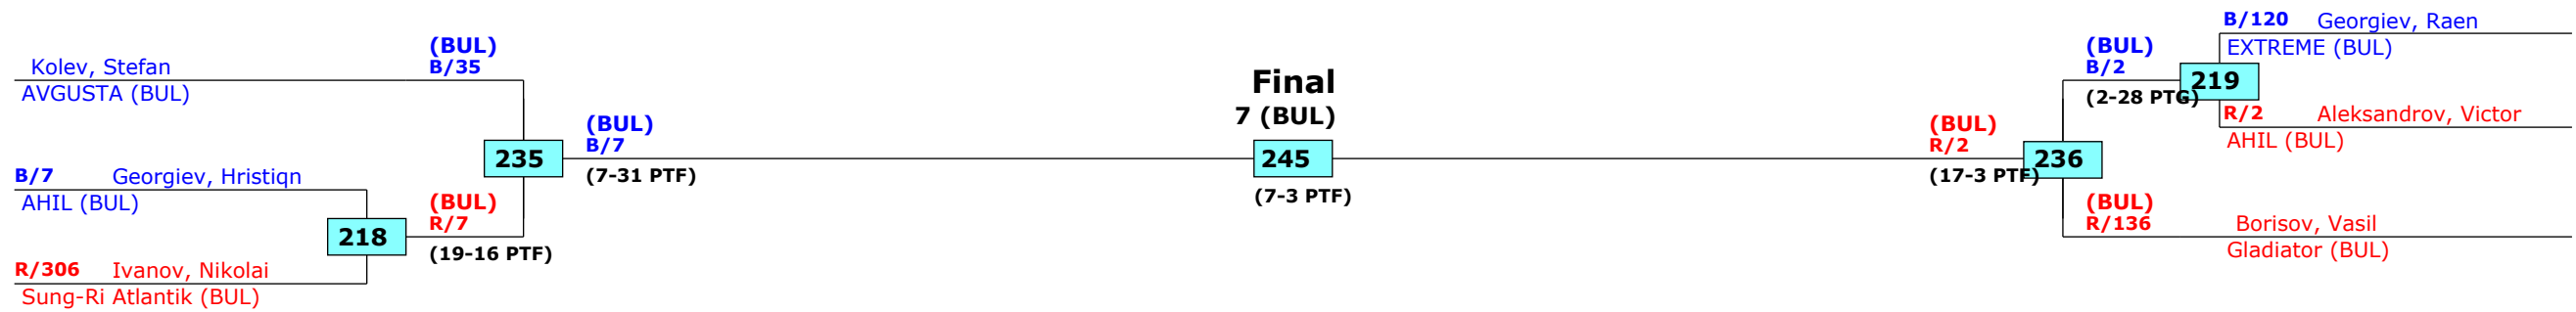 (BUL)
B/35
Kolev, Stefan
AVGUSTA (BUL)
B/7 Georgiev, Hristiqn
AHIL (BUL)
218
R/306 Ivanov, Nikolai
Sung-Ri Atlantik (BUL)
(BUL)
R/7
(19-16 PTF)
235
(BUL)
B/7
(7-31 PTF)
Final
7 (BUL)
245
(7-3 PTF)
(BUL)
R/2
(17-3 PTF)
236
(BUL)
B/2
(2-28 PTG)
219
B/120 Georgiev, Raen
EXTREME (BUL)
R/2 Aleksandrov, Victor
AHIL (BUL)
(BUL)
R/136 Borisov, Vasil
Gladiator (BUL)